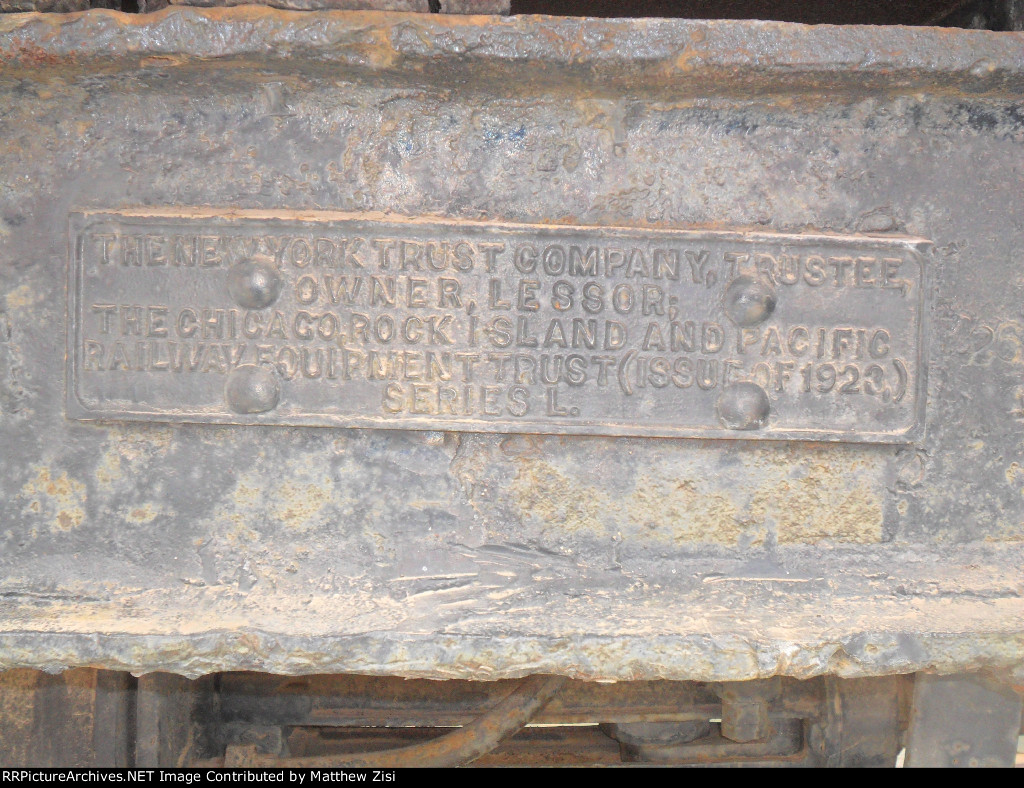 THE NEW YORK TRUST COMPANY, TRUSTEE,
OWNER, LESSOR;
THE CHICAGO, ROCK ISLAND AND PACIFIC
RAILWAY EQUIPMENT TRUST (ISSUE OF 1923,)
SERIES L.
RRPictureArchives.NET Image Contributed by Matthew Zisi